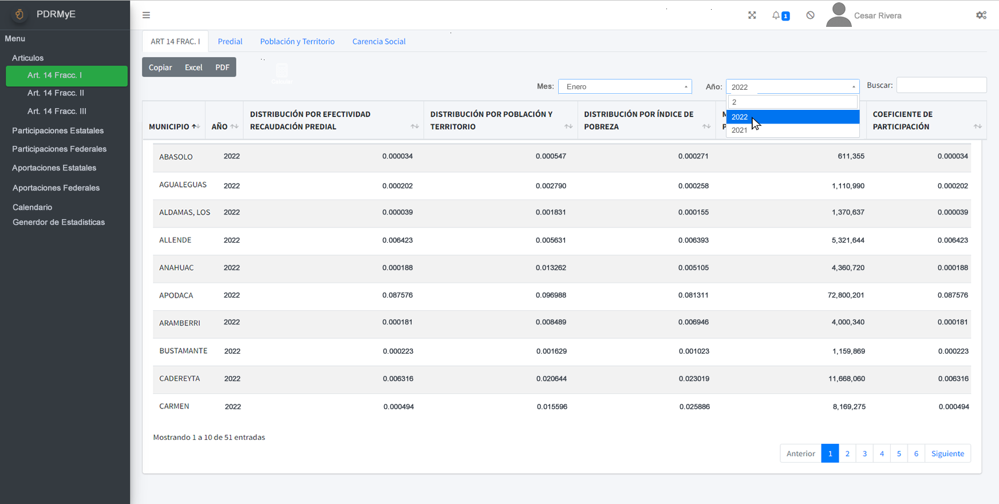 PDRMyE
1
Cesar Rivera
Menu
Articulos
Art. 14 Fracc. I
Art. 14 Fracc. II
Art. 14 Fracc. III
Participaciones Estatales
Participaciones Federales
Aportaciones Estatales
Aportaciones Federales
Calendario
Generdor de Estadisticas
ART 14 FRAC. I Predial Población y Territorio Carencia Social
Copiar Excel PDF
Mes: Enero Año: 2022 Buscar:
2
2022
2021
MUNICIPIO AÑO DISTRIBUCIÓN POR EFECTIVIDAD RECAUDACIÓN PREDIAL DISTRIBUCIÓN POR POBLACIÓN Y TERRITORIO DISTRIBUCIÓN POR ÍNDICE DE POBREZA COEFICIENTE DE PARTICIPACIÓN
ABASOLO 2022 0.000034 0.000547 0.000271 611,355 0.000034
AGUALEGUAS 2022 0.000202 0.002790 0.000258 1,110,990 0.000202
ALDAMAS, LOS 2022 0.000039 0.001831 0.000155 1,370,637 0.000039
ALLENDE 2022 0.006423 0.005631 0.006393 5,321,644 0.006423
ANAHUAC 2022 0.000188 0.013262 0.005105 4,360,720 0.000188
APODACA 2022 0.087576 0.096988 0.081311 72,800,201 0.087576
ARAMBERRI 2022 0.000181 0.008489 0.006946 4,000,340 0.000181
BUSTAMANTE 2022 0.000223 0.001629 0.001023 1,159,869 0.000223
CADEREYTA 2022 0.006316 0.020644 0.023019 11,668,060 0.006316
CARMEN 2022 0.000494 0.015596 0.025886 8,169,275 0.000494
Mostrando 1 a 10 de 51 entradas
Anterior 1 2 3 4 5 6 Siguiente